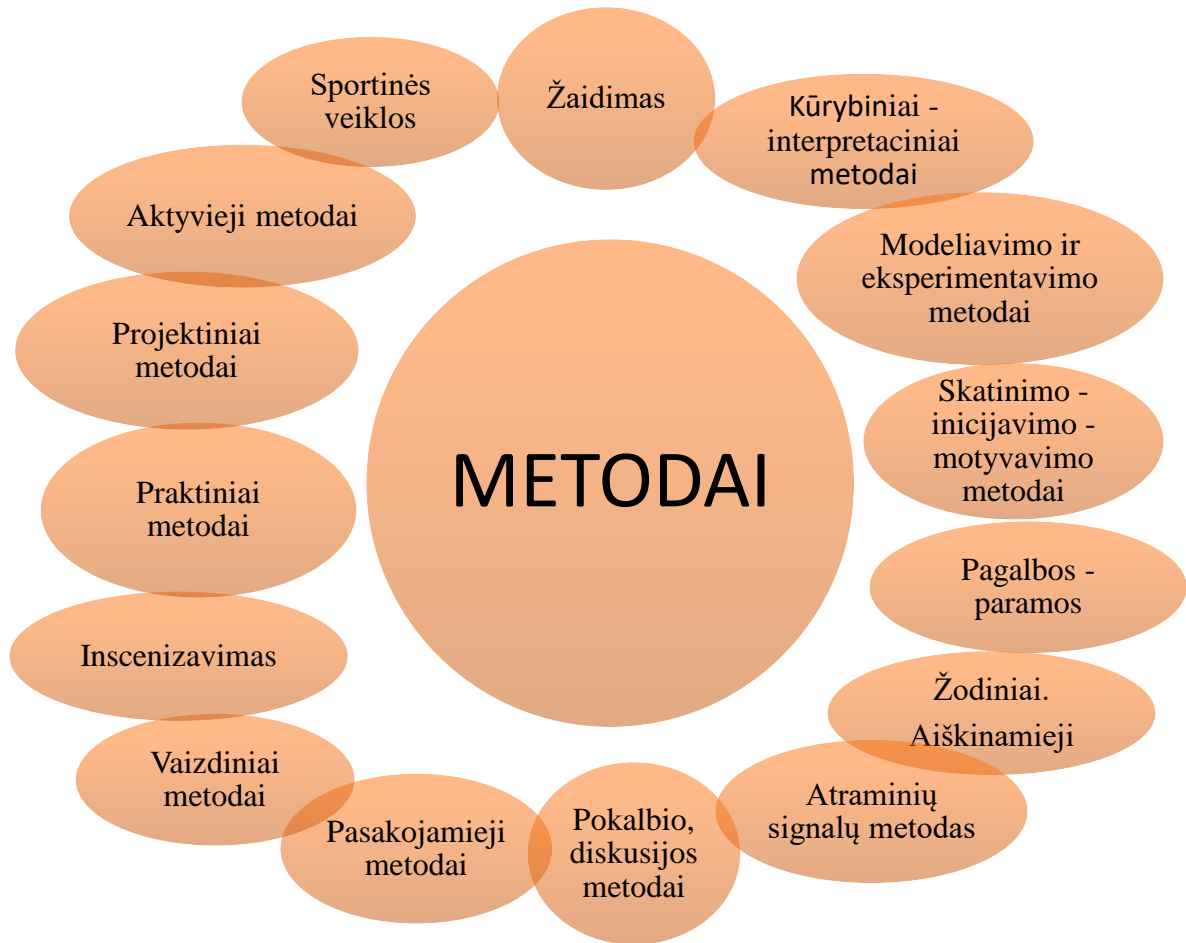 Žaidimas
Kūrybiniai -
interpretaciniai
metodai
Modeliavimo ir
eksperimentavimo
metodai
Skatinimo -
inicijavimo -
motyvavimo
metodai
Pagalbos -
paramos
Žodiniai.
Aiškinamieji
Atraminių
signalų metodas
Pokalbio,
diskusijos
metodai
Pasakojamieji
metodai
Vaizdiniai
metodai
Inscenizavimas
Praktiniai
metodai
Projektiniai
metodai
Aktyvieji metodai
Sportinės
veiklos
METODAI